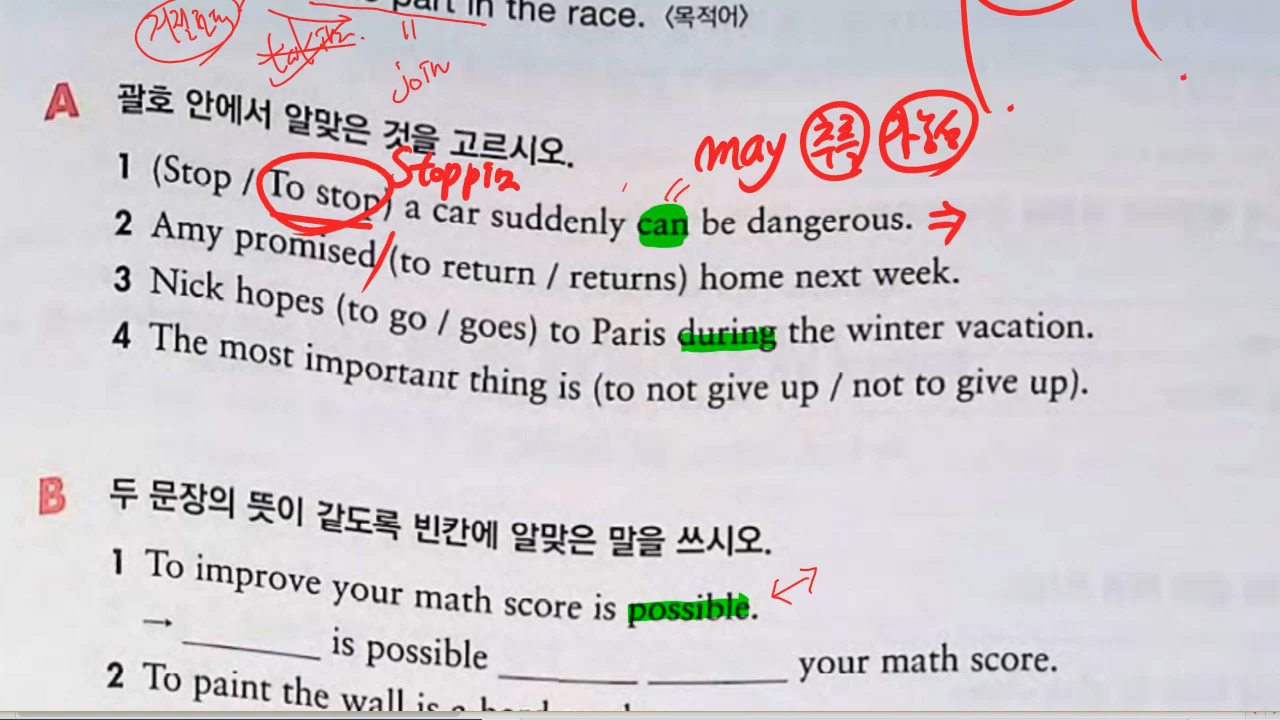 part in the race. 〈목적어〉
join
A 괄호 안에서 알맞은 것을 고르시오.
may 추측 가능성
Stoppin
1 (Stop / To stop) a car suddenly can be dangerous. ⇒
2 Amy promised / (to return / returns) home next week.
3 Nick hopes (to go / goes) to Paris during the winter vacation.
4 The most important thing is (to not give up / not to give up).
B 두 문장의 뜻이 같도록 빈칸에 알맞은 말을 쓰시오.
1 To improve your math score is possible. ↔
→ ________ is possible ________ ________ your math score.
2 To paint the wall is a hard